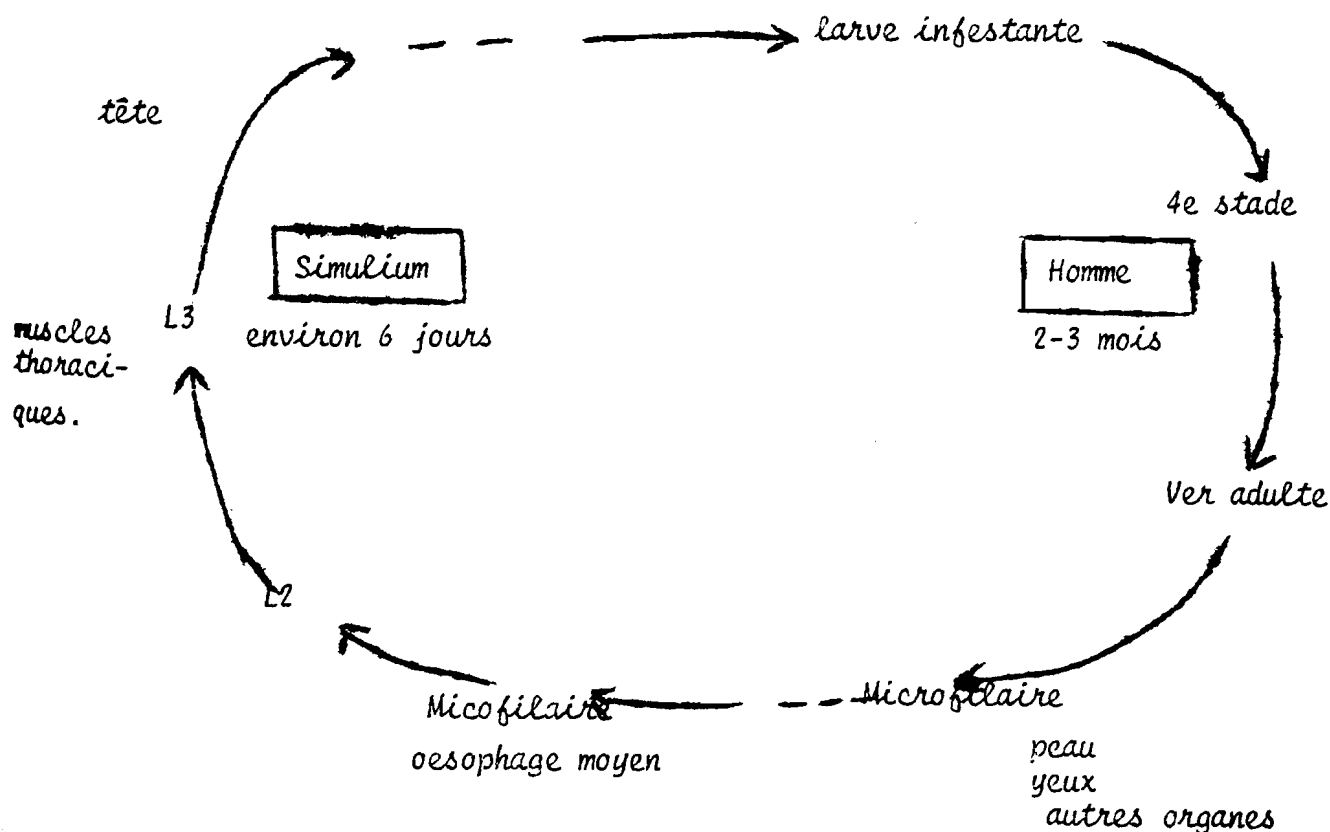 larve infestante
tête
4e stade
Simulium
Homme
L3
environ 6 jours
2-3 mois
muscles
thoraci-
ques.
Ver adulte
L2
Micofilaire
Microfilaire
oesophage moyen
peau
yeux
autres organes